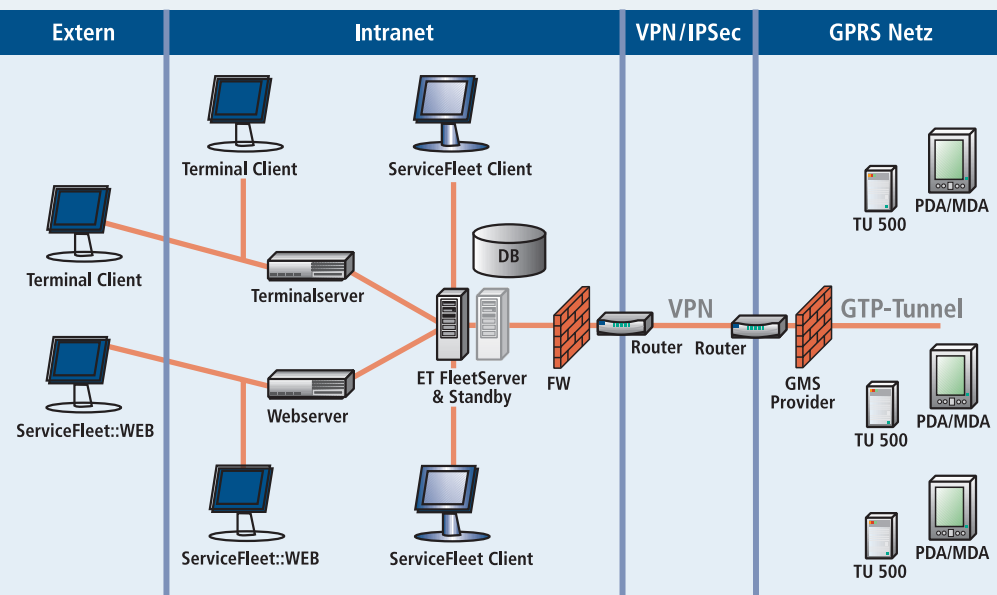 Extern
Intranet
VPN/IPSec
GPRS Netz
Terminal Client
ServiceFleet Client
PDA/MDA
TU 500
DB
Terminal Client
Terminalserver
VPN
GTP-Tunnel
Router
Router
ET FleetServer
& Standby
FW
GMS
Provider
Webserver
ServiceFleet::WEB
PDA/MDA
TU 500
ServiceFleet::WEB
ServiceFleet Client
PDA/MDA
TU 500